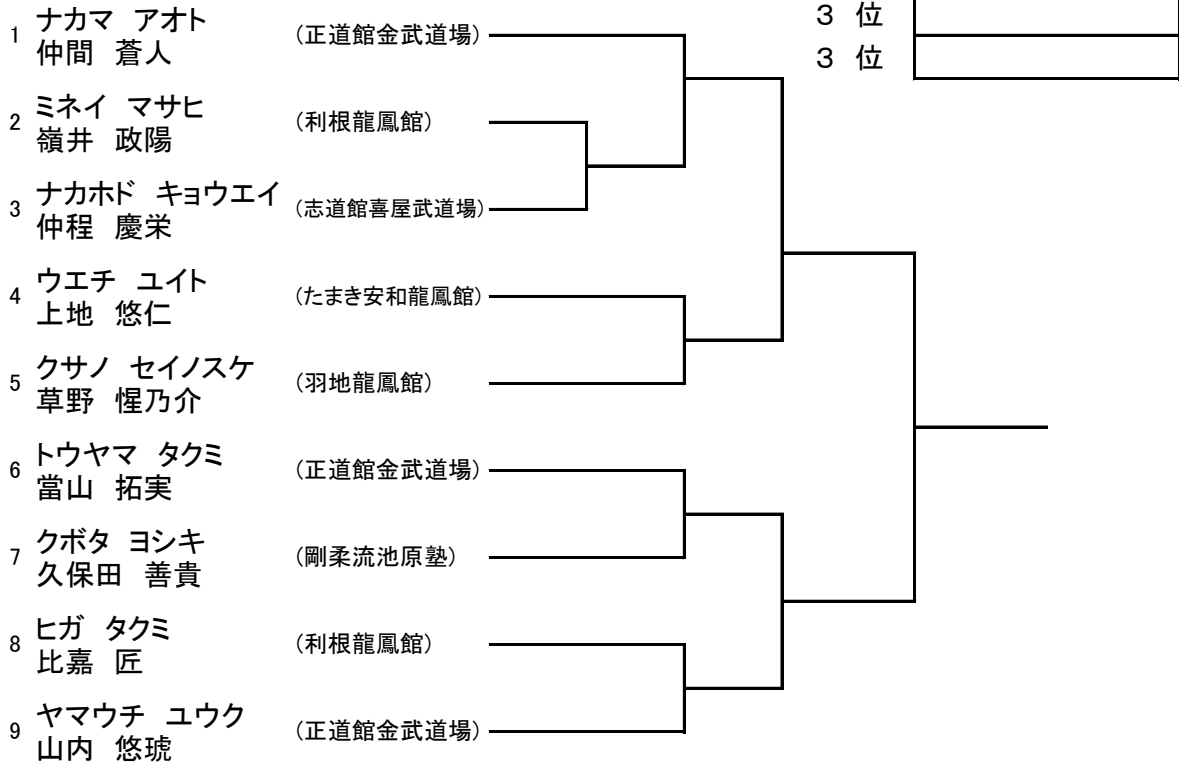 3 位
3 位
1 ナカマ アオト (正道館金武道場)
仲間 蒼人
2 ミネイ マサヒ (利根龍鳳館)
嶺井 政陽
3 ナカホド キョウエイ (志道館喜屋武道場)
仲程 慶栄
4 ウエチ ユイト (たまき安和龍鳳館)
上地 悠仁
5 クサノ セイノスケ (羽地龍鳳館)
草野 惺乃介
6 トウヤマ タクミ (正道館金武道場)
當山 拓実
7 クボタ ヨシキ (剛柔流池原塾)
久保田 善貴
8 ヒガ タクミ (利根龍鳳館)
比嘉 匠
9 ヤマウチ ユウク (正道館金武道場)
山内 悠琥